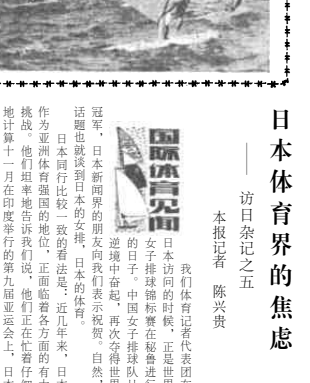 日本体育界的焦虑
——访日杂记之五
本报记者 陈兴贵
国际体育见闻
我们体育记者代表团在
日本访问的时候，正是世界
女子排球锦标赛在秘鲁进行
的日子。中国女子排球队从
逆境中奋起，再次夺得世界
冠军，日本新闻界的朋友向我们表示祝贺。自然，
话题也就谈到日本的女排，日本的体育。
日本同行比较一致的看法是：近几年来，日本
作为亚洲体育强国的地位，正面临着各方面的有力
挑战。他们坦率地告诉我们说，他们正在忙着仔细
地计算十一月在印度举行的第九届亚运会上，日本